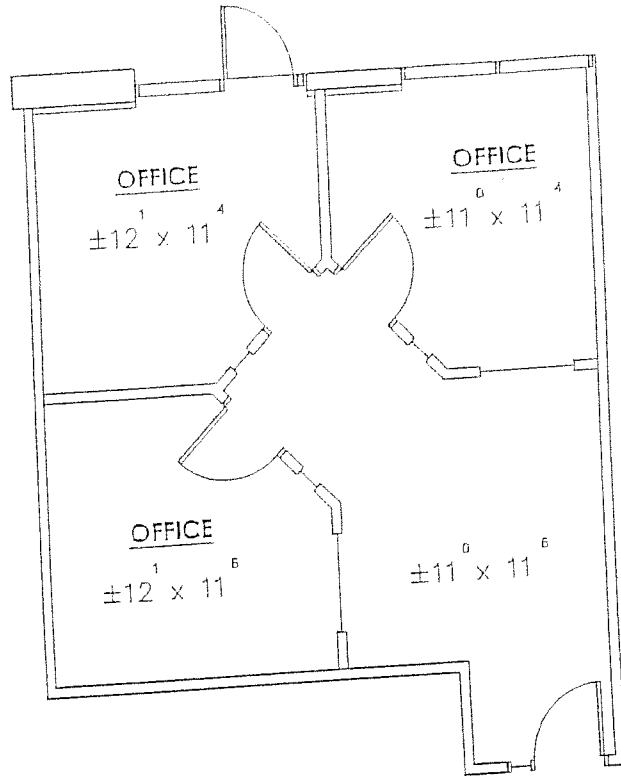 OFFICE
±12¹ x 11⁴
OFFICE
±11⁰ x 11⁴
OFFICE
±12¹ x 11⁶
±11⁰ x 11⁶